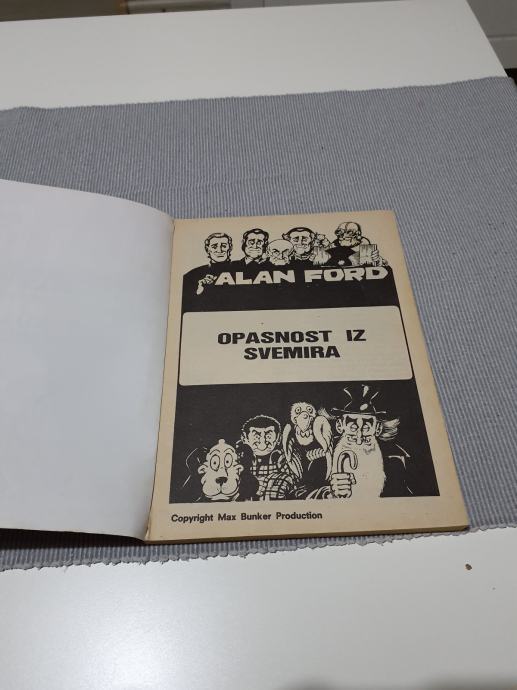 ALAN FORD
OPASNOST IZ
SVEMIRA
Copyright Max Bunker Production